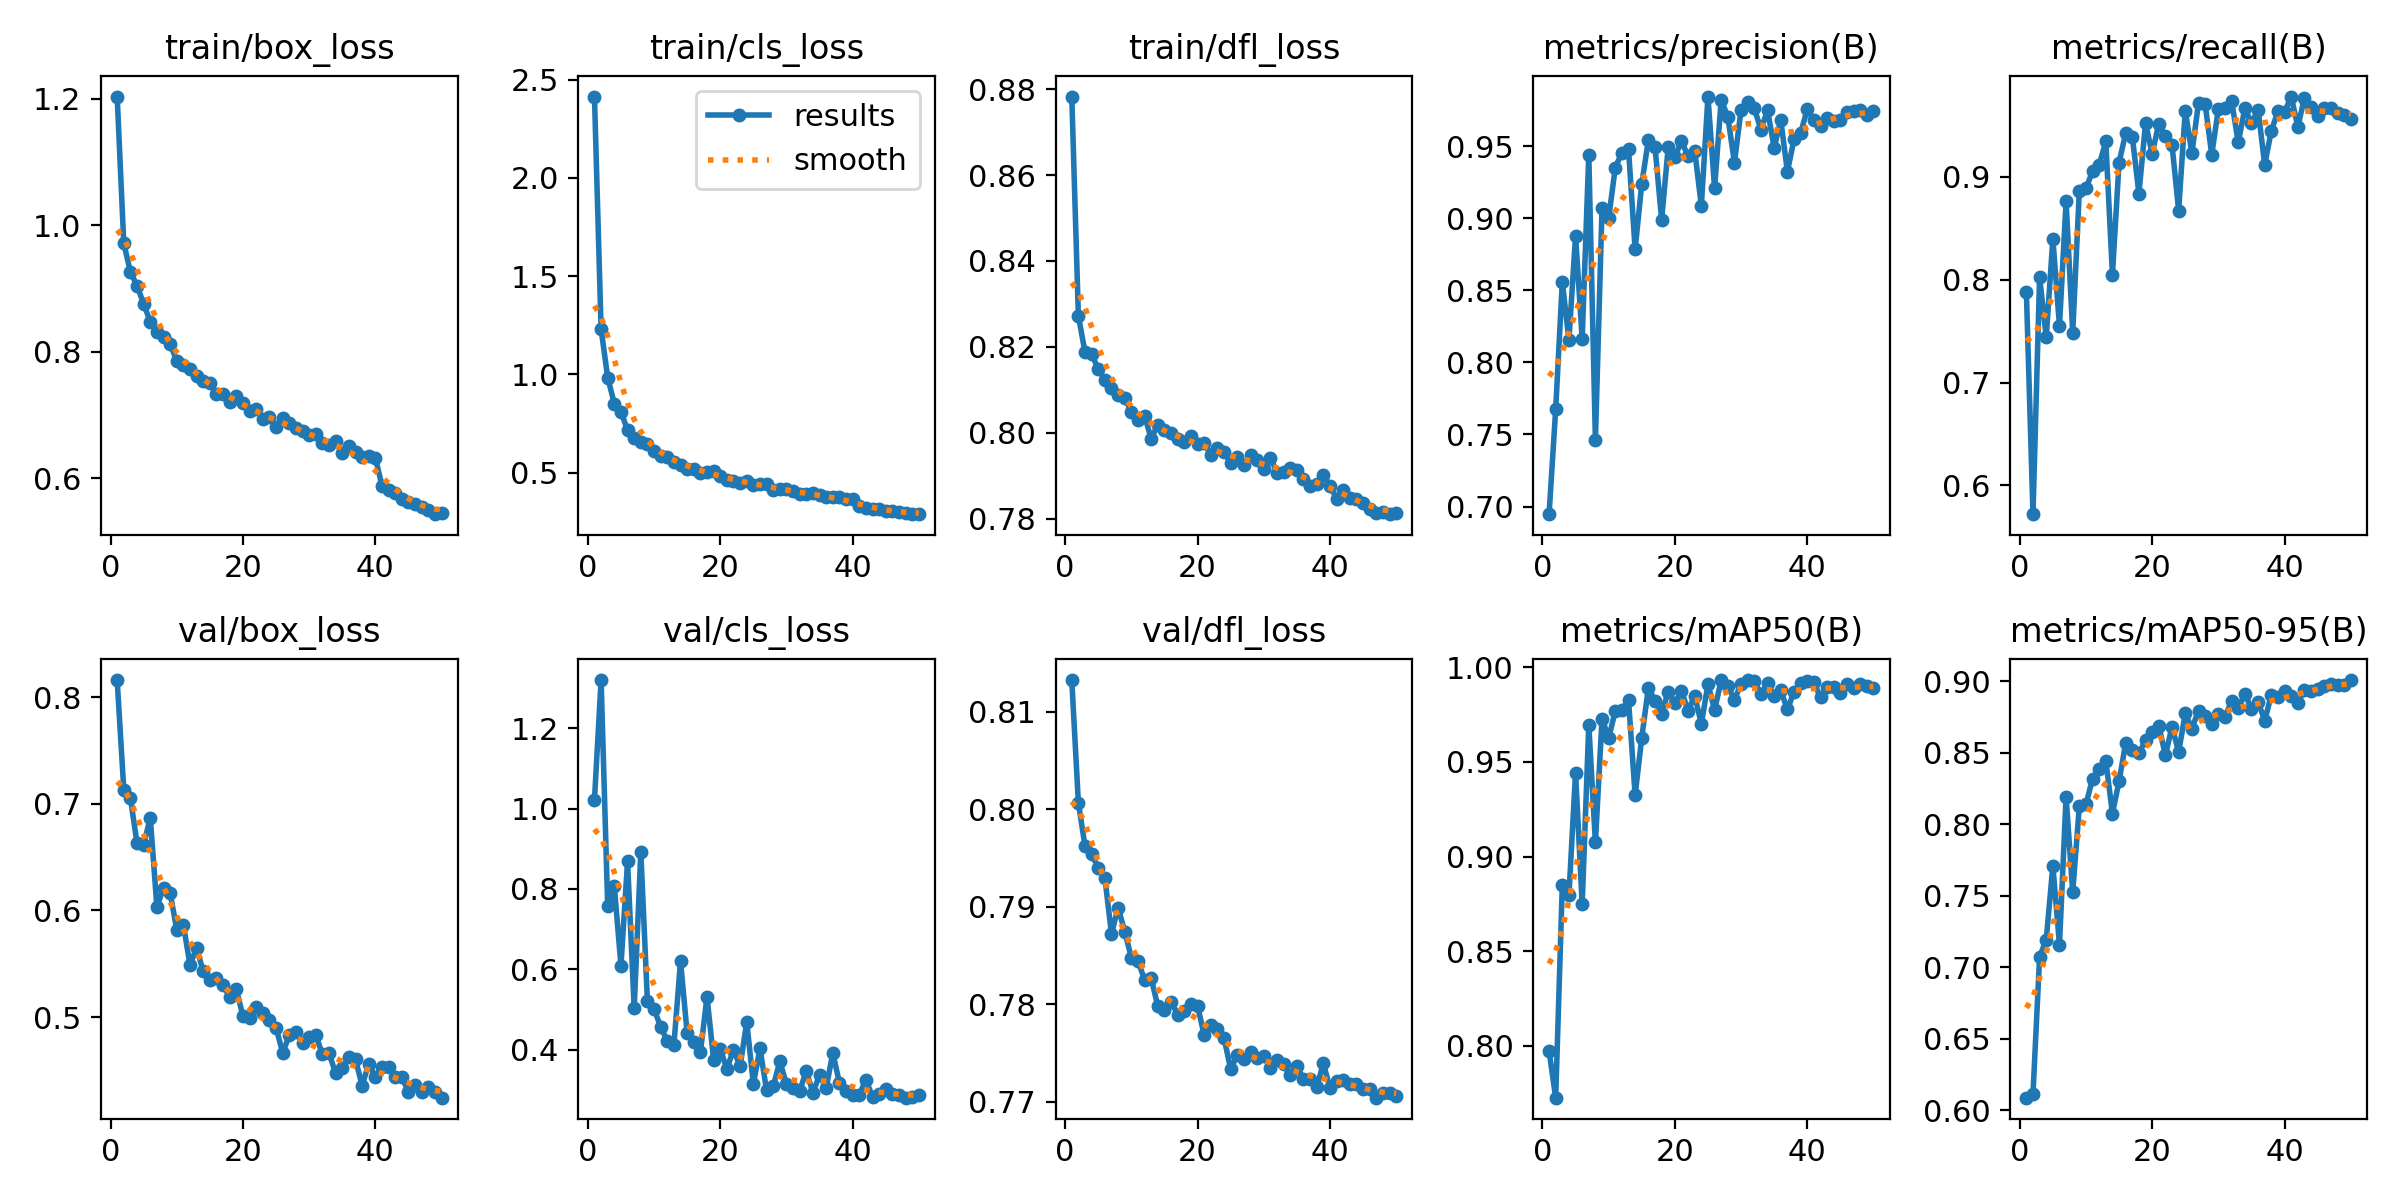 train/box_loss
1.2
1.0
0.8
0.6
0 20 40
train/cls_loss
2.5
2.0
1.5
1.0
0.5
results
smooth
0 20 40
train/dfl_loss
0.88
0.86
0.84
0.82
0.80
0.78
0 20 40
metrics/precision(B)
0.95
0.90
0.85
0.80
0.75
0.70
0 20 40
metrics/recall(B)
0.9
0.8
0.7
0.6
0 20 40
val/box_loss
0.8
0.7
0.6
0.5
0 20 40
val/cls_loss
1.2
1.0
0.8
0.6
0.4
0 20 40
val/dfl_loss
0.81
0.80
0.79
0.78
0.77
0 20 40
metrics/mAP50(B)
1.00
0.95
0.90
0.85
0.80
0 20 40
metrics/mAP50-95(B)
0.90
0.85
0.80
0.75
0.70
0.65
0.60
0 20 40